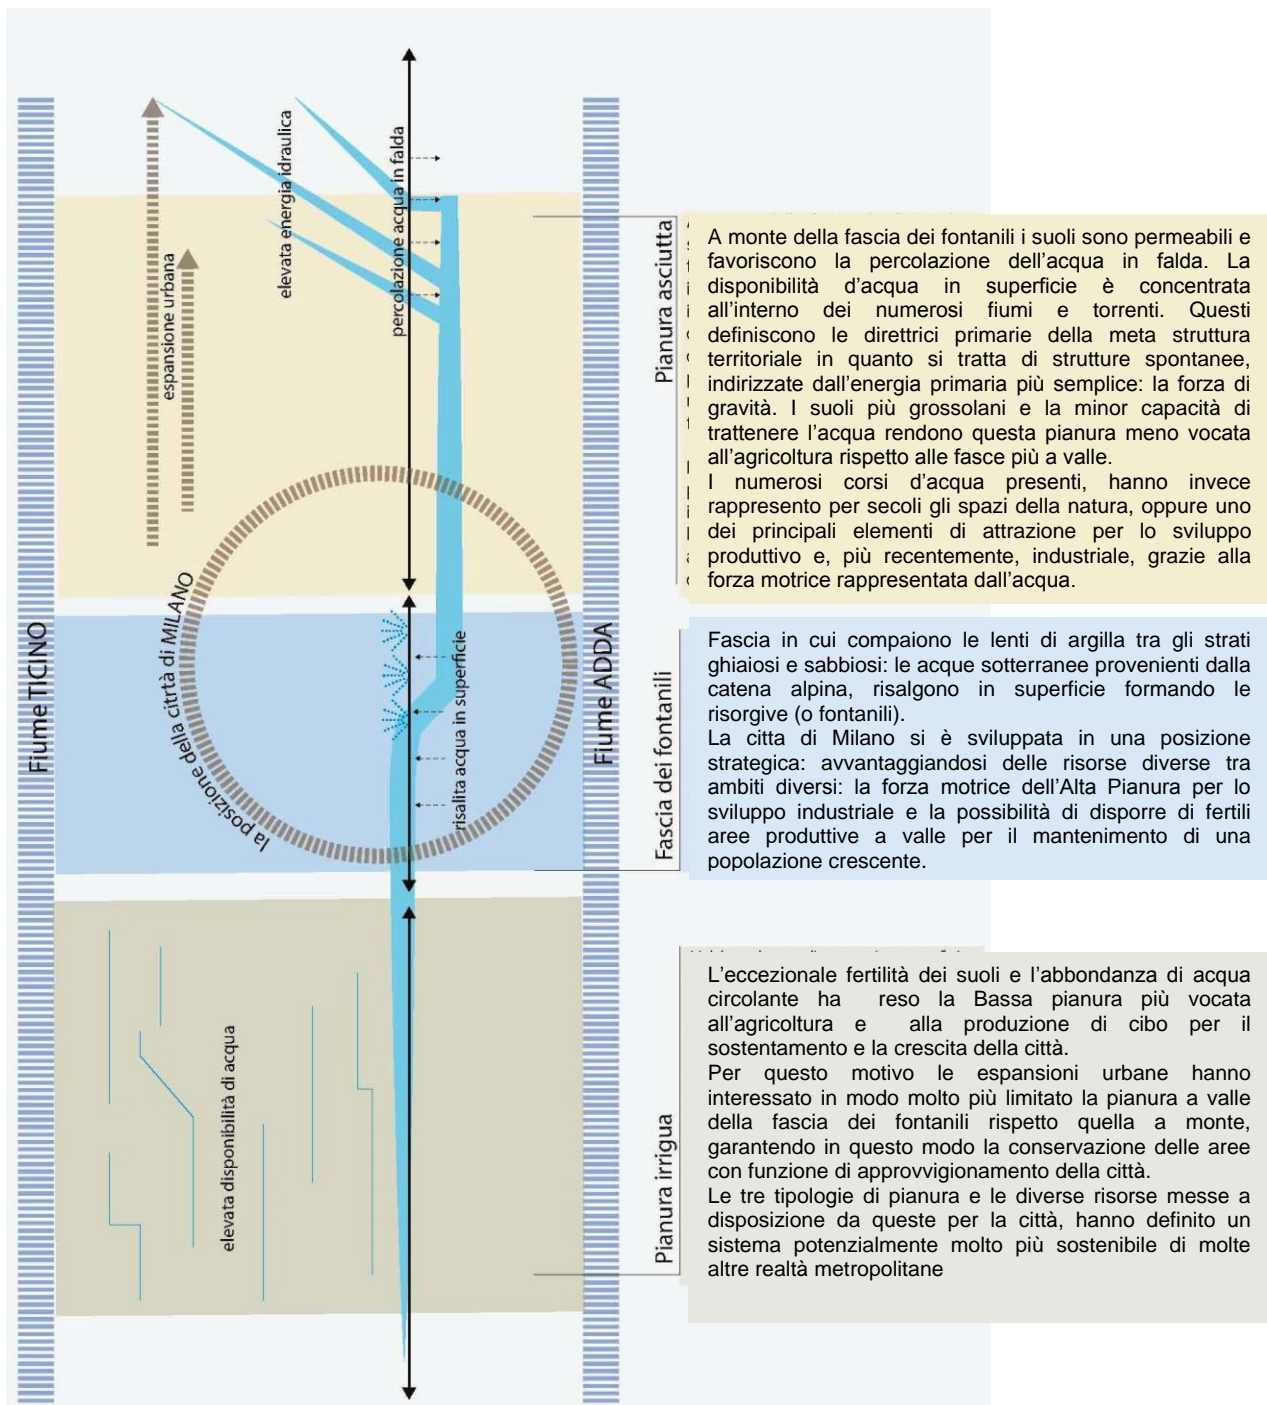 elevata energia idraulica
percolazione acqua in falda
espansione urbana
Pianura asciutta
A monte della fascia dei fontanili i suoli sono permeabili e
favoriscono la percolazione dell'acqua in falda. La
disponibilità d'acqua in superficie è concentrata
all'interno dei numerosi fiumi e torrenti. Questi
definiscono le direttrici primarie della meta struttura
territoriale in quanto si tratta di strutture spontanee,
indirizzate dall'energia primaria più semplice: la forza di
gravità. I suoli più grossolani e la minor capacità di
trattenere l'acqua rendono questa pianura meno vocata
all'agricoltura rispetto alle fasce più a valle.
I numerosi corsi d'acqua presenti, hanno invece
rappresento per secoli gli spazi della natura, oppure uno
dei principali elementi di attrazione per lo sviluppo
produttivo e, più recentemente, industriale, grazie alla
forza motrice rappresentata dall'acqua.
Fiume TICINO
la posizione della citrtà di MILANO
risalita acqua in superficie
Fiume ADDA
Fascia dei fontanili
Fascia in cui compaiono le lenti di argilla tra gli strati
ghiaiosi e sabbiosi: le acque sotterranee provenienti dalla
catena alpina, risalgono in superficie formando le
risorgive (o fontanili).
La citta di Milano si è sviluppata in una posizione
strategica: avvantaggiandosi delle risorse diverse tra
ambiti diversi: la forza motrice dell'Alta Pianura per lo
sviluppo industriale e la possibilità di disporre di fertili
aree produttive a valle per il mantenimento di una
popolazione crescente.
elevata disponibilità di acqua
Pianura irrigua
L'eccezionale fertilità dei suoli e l'abbondanza di acqua
circolante ha reso la Bassa pianura più vocata
all'agricoltura e alla produzione di cibo per il
sostentamento e la crescita della città.
Per questo motivo le espansioni urbane hanno
interessato in modo molto più limitato la pianura a valle
della fascia dei fontanili rispetto quella a monte,
garantendo in questo modo la conservazione delle aree
con funzione di approvvigionamento della città.
Le tre tipologie di pianura e le diverse risorse messe a
disposizione da queste per la città, hanno definito un
sistema potenzialmente molto più sostenibile di molte
altre realtà metropolitane